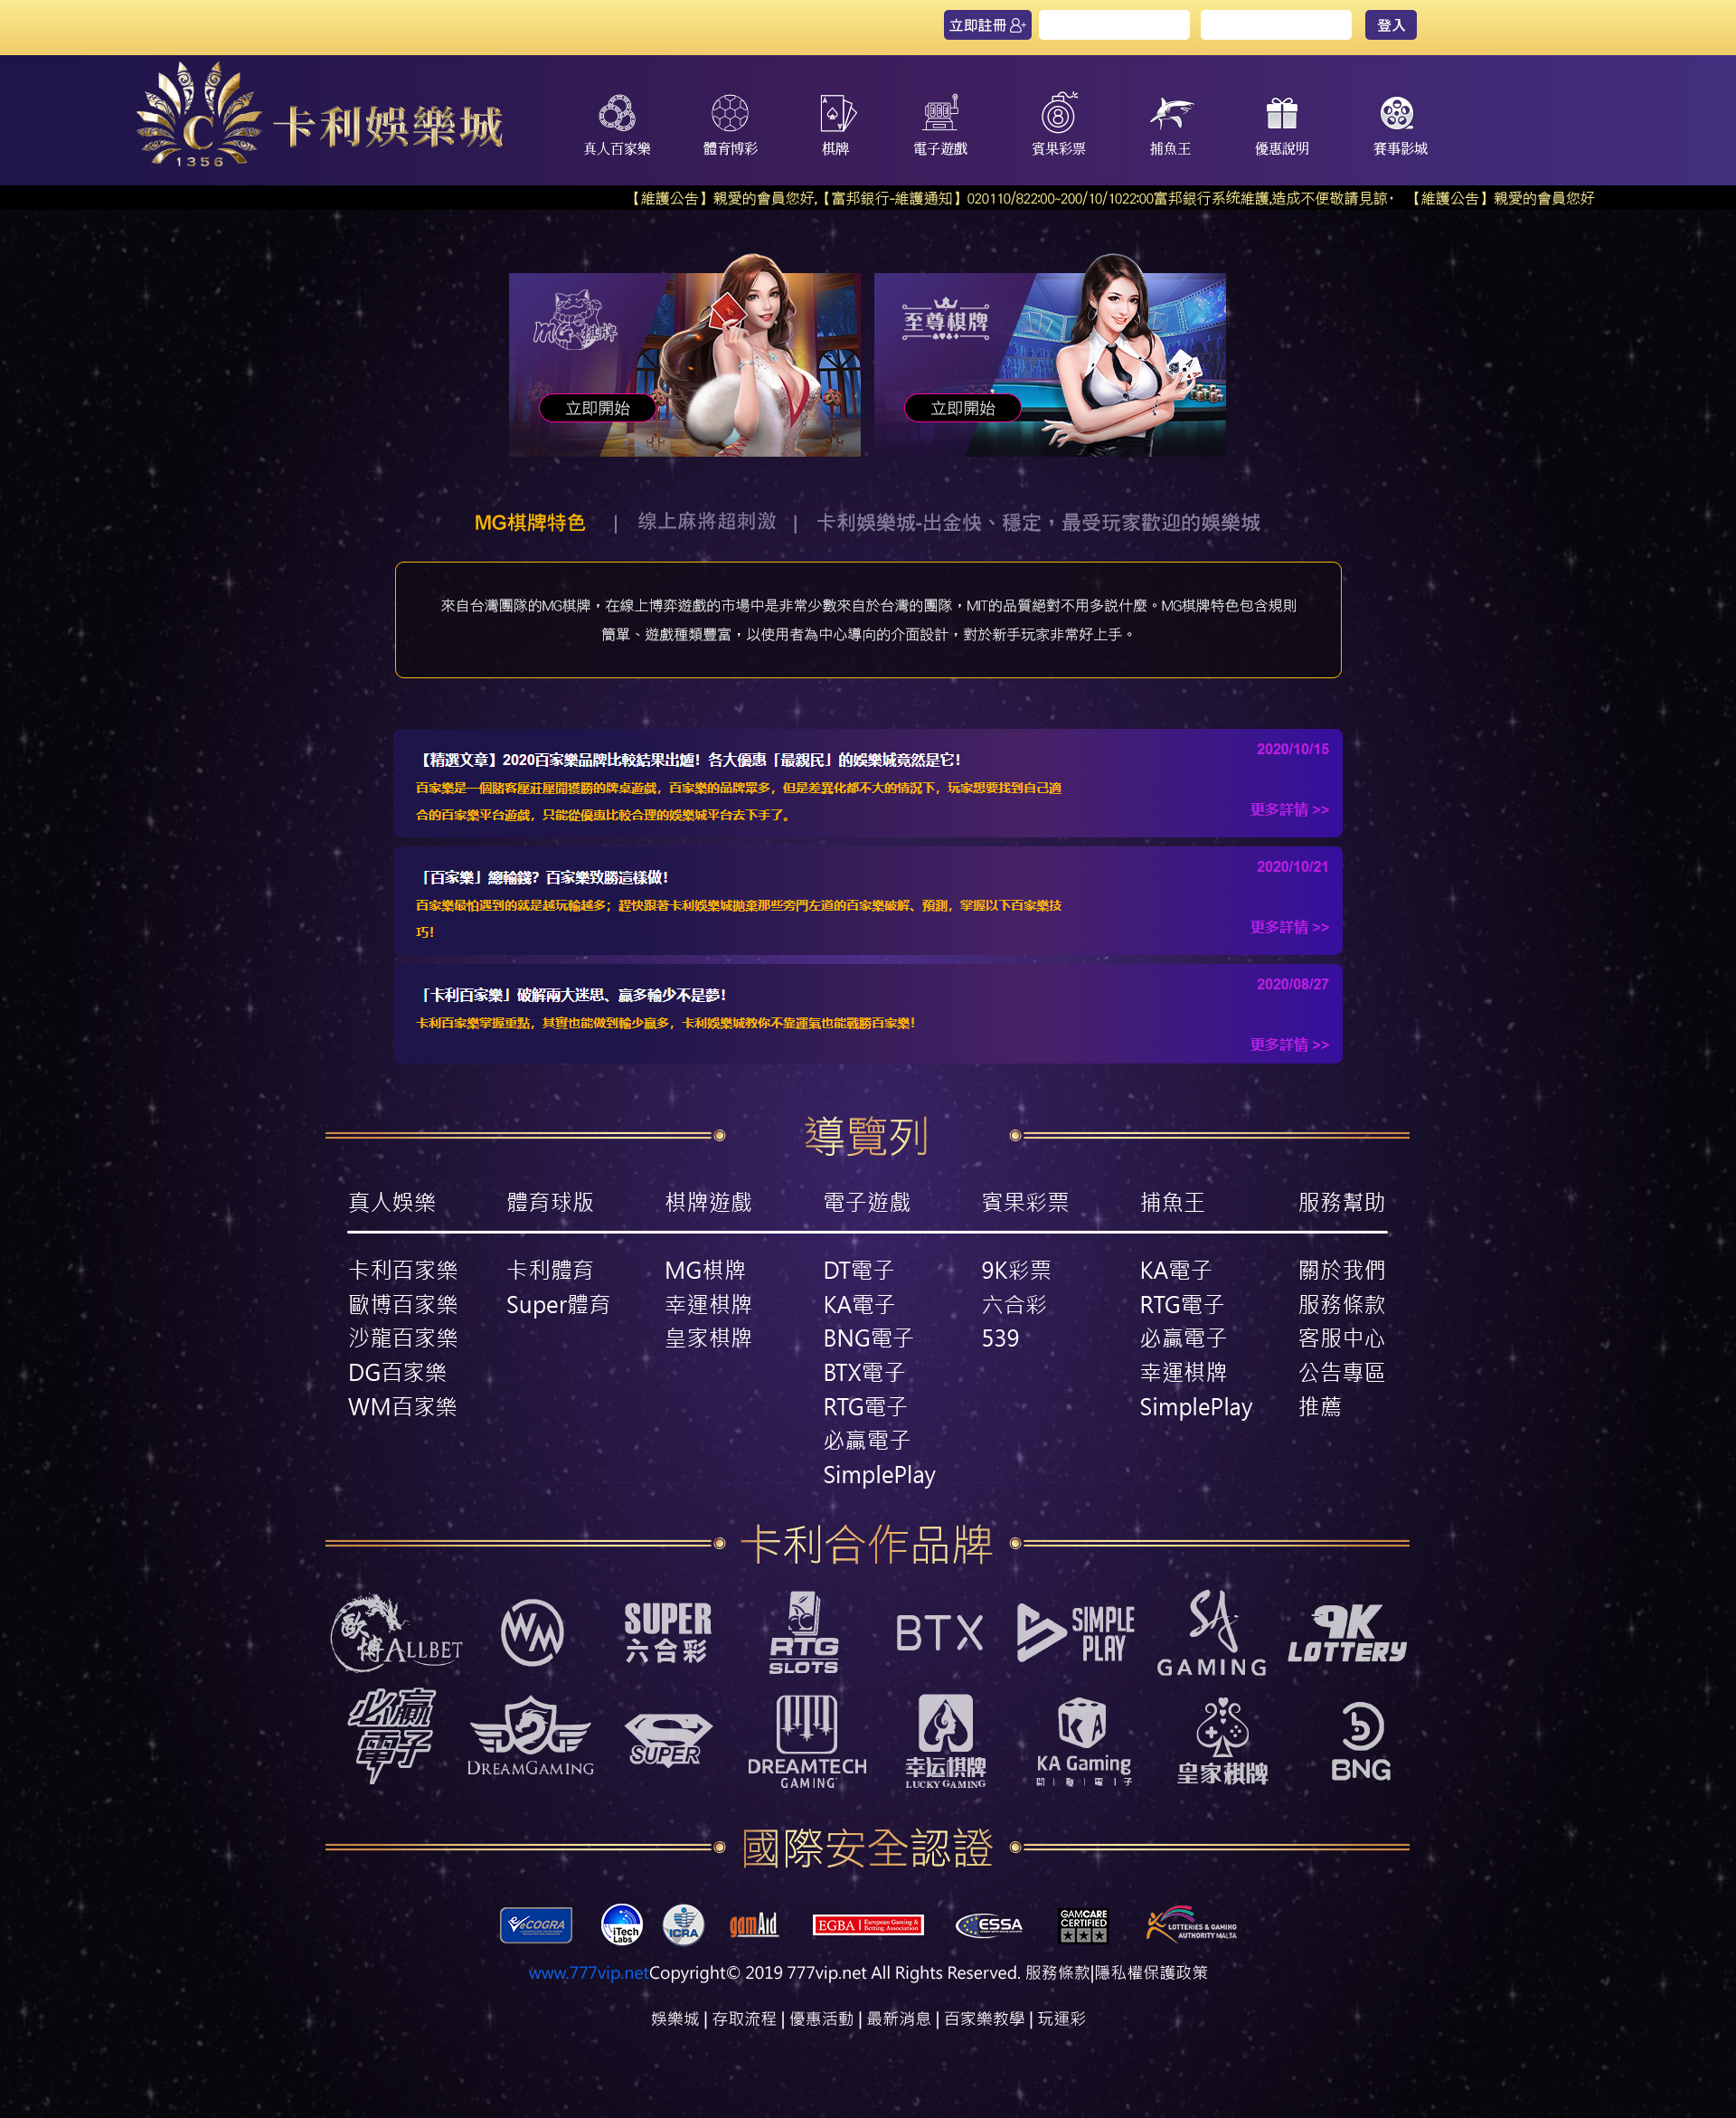 立即註冊
登入
C
1356
卡利娛樂城
真人百家樂
體育博彩
棋牌
電子遊戲
賓果彩票
捕魚王
優惠說明
賽事影城
【維護公告】親愛的會員您好,【富邦銀行-維護通知】020110/822:00~200/10/1022:00富邦銀行系统維護,造成不便敬請見諒· 【維護公告】親愛的會員您好
MG棋牌
立即開始
至尊棋牌
立即開始
MG棋牌特色 | 缐上麻將超刺激 | 卡利娛樂城-出金快、穩定，最受玩家歡迎的娛樂城
來自台灣團隊的MG棋牌，在線上博弈遊戲的市場中是非常少數來自於台灣的團隊，MIT的品質絕對不用多説什麼。MG棋牌特色包含規則
簡單、遊戲種類豐富，以使用者為中心導向的介面設計，對於新手玩家非常好上手。
【精選文章】2020百家樂品牌比較結果出爐！各大優惠「最親民」的娛樂城竟然是它！
2020/10/15
百家樂是一個賭客壓莊壓閒獲勝的牌桌遊戲，百家樂的品牌眾多，但是差異化都不大的情況下，玩家想要找到自己適
合的百家樂平台遊戲，只能從優惠比較合理的娛樂城平台去下手了。
更多詳情 >>
「百家樂」總輸錢？百家樂致勝這樣做！
2020/10/21
百家樂最怕遇到的就是越玩輸越多；趕快跟著卡利娛樂城拋棄那些旁門左道的百家樂破解、預測，掌握以下百家樂技
巧！
更多詳情 >>
「卡利百家樂」破解兩大迷思、贏多輸少不是夢！
2020/08/27
卡利百家樂掌握重點，其實也能做到輸少贏多，卡利娛樂城教你不靠運氣也能戰勝百家樂！
更多詳情 >>
導覽列
真人娛樂 體育球版 棋牌遊戲 電子遊戲 賓果彩票 捕魚王 服務幫助
卡利百家樂 卡利體育 MG棋牌 DT電子 9K彩票 KA電子 關於我們
歐博百家樂 Super體育 幸運棋牌 KA電子 六合彩 RTG電子 服務條款
沙龍百家樂 皇家棋牌 BNG電子 539 必贏電子 客服中心
DG百家樂 BTX電子 幸運棋牌 公告專區
WM百家樂 RTG電子 SimplePlay 推薦
必贏電子
SimplePlay
卡利合作品牌
歐博 ALLBET
WM
SUPER
六合彩
RTG
SLOTS
BTX
SIMPLE
PLAY
SA
GAMING
9K
LOTTERY
必贏
電子
DREAMGAMING
SUPER
DREAMTECH
GAMING
幸运棋牌
LUCKY GAMING
KA
KA Gaming
皇家棋牌
BNG
國際安全認證
eCOGRA
iTech
Labs
ICRA
gamAid
EGBA European Gaming &
Betting Association
ESSA
GAMCARE
CERTIFIED
LOTTERIES & GAMING
AUTHORITY MALTA
www.777vip.netCopyright© 2019 777vip.net All Rights Reserved. 服務條款|隱私權保護政策
娛樂城 | 存取流程 | 優惠活動 | 最新消息 | 百家樂教學 | 玩運彩